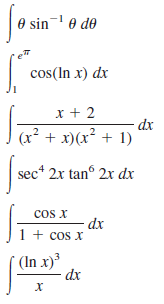 ∫ θ sin⁻¹ θ dθ
∫₁^{e^π} cos(ln x) dx
∫ (x + 2)/((x² + x)(x² + 1)) dx
∫ sec⁴ 2x tan⁶ 2x dx
∫ cos x/(1 + cos x) dx
∫ (ln x)³/x dx